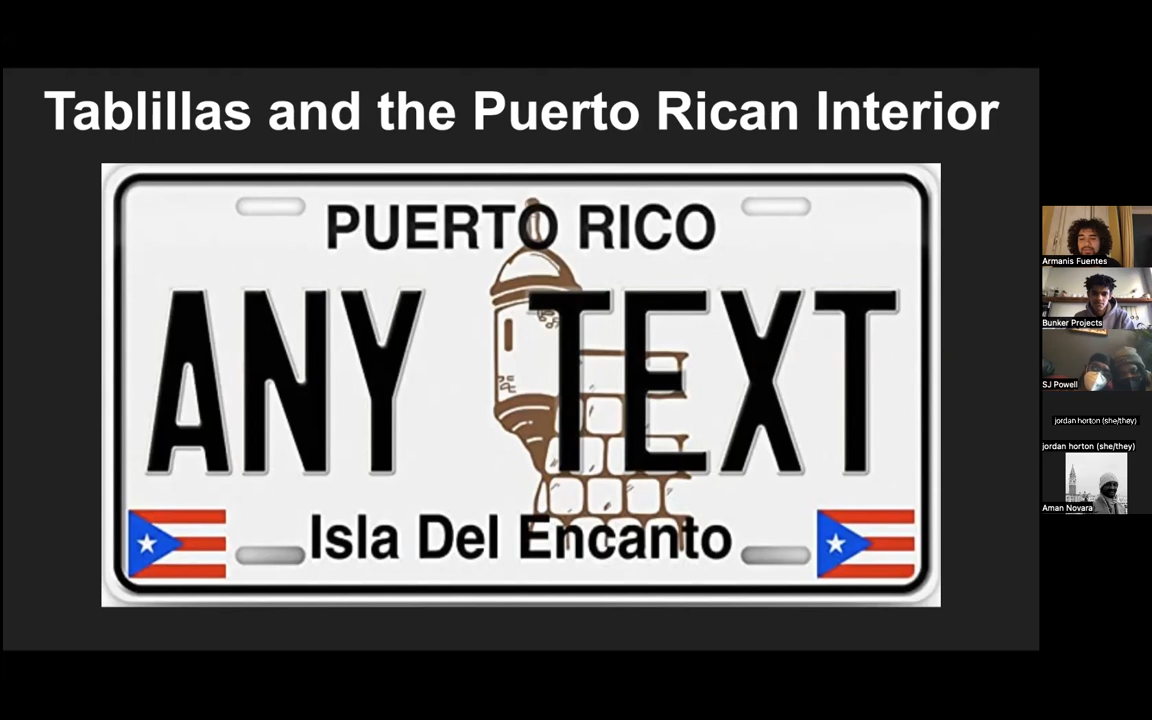 Tablillas and the Puerto Rican Interior
PUERTO RICO
ANY TEXT
Isla Del Encanto
Armanis Fuentes
Bunker Projects
SJ Powell
jordan horton (she/they)
jordan horton (she/they)
Aman Novara